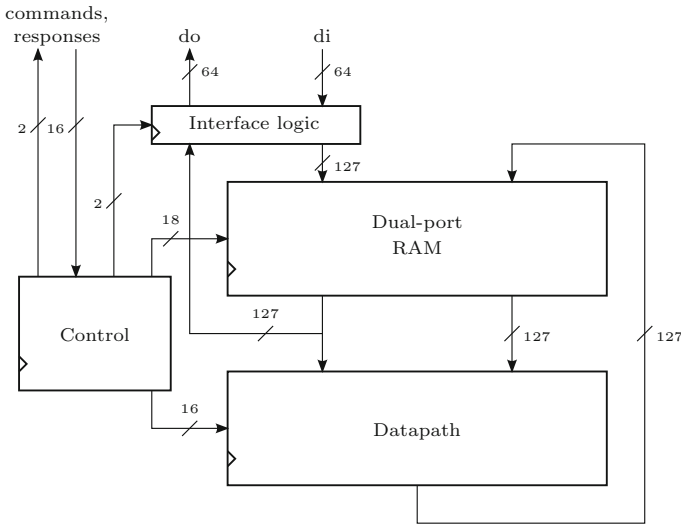 commands,
responses
do
di
64
64
2
16
Interface logic
127
2
18
Dual-port
RAM
127
127
127
Control
16
Datapath